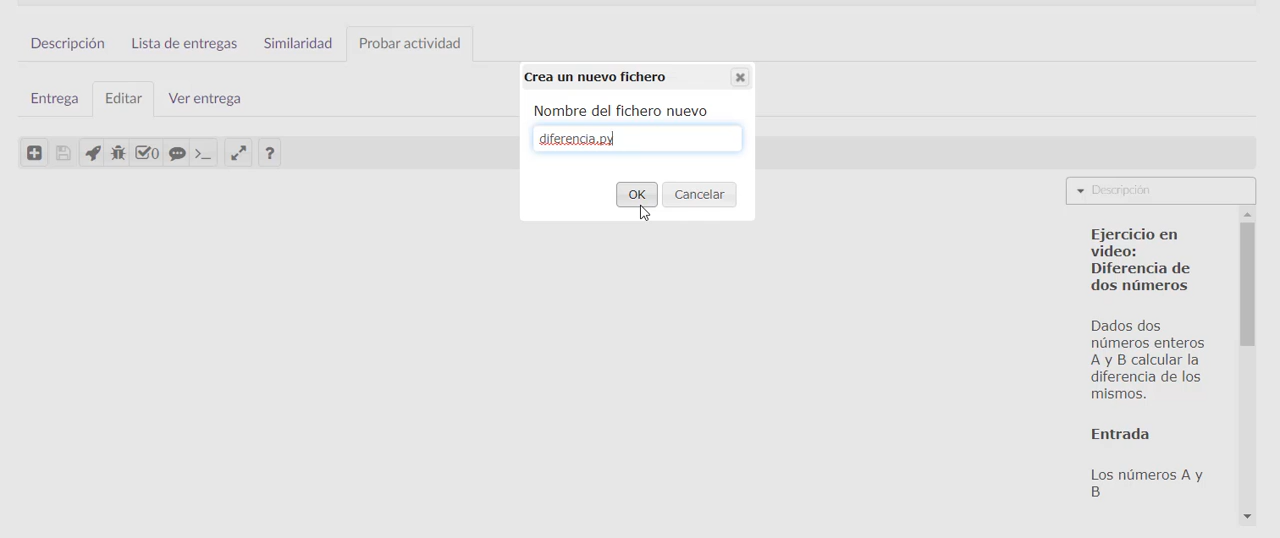 Descripción Lista de entregas Similaridad Probar actividad
Crea un nuevo fichero
Entrega Editar Ver entrega
Nombre del fichero nuevo
diferencia.py
0 >_ ?
OK Cancelar
Descripción
Ejercicio en
video:
Diferencia de
dos números
Dados dos
números enteros
A y B calcular la
diferencia de los
mismos.
Entrada
Los números A y
B